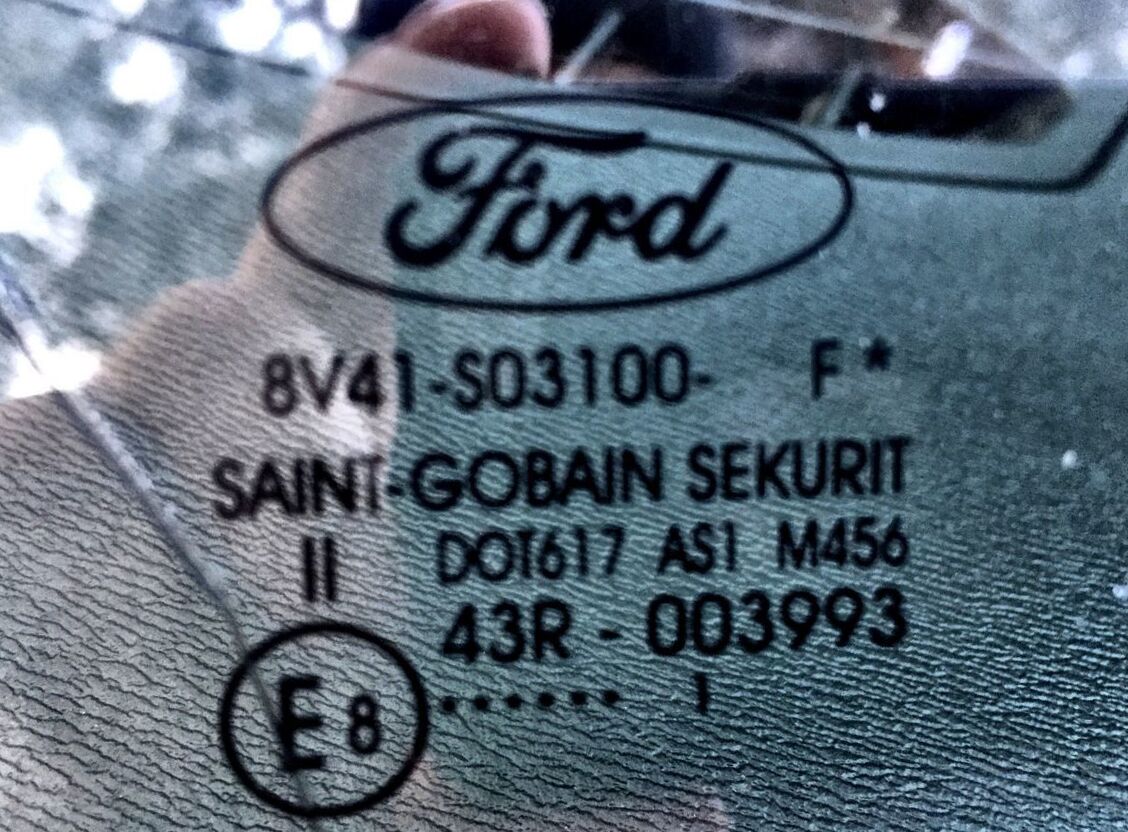 Ford
8V41-S03100- F*
SAINT-GOBAIN SEKURIT
II DOT617 AS1 M456
43R - 003993
E8 ...... 1